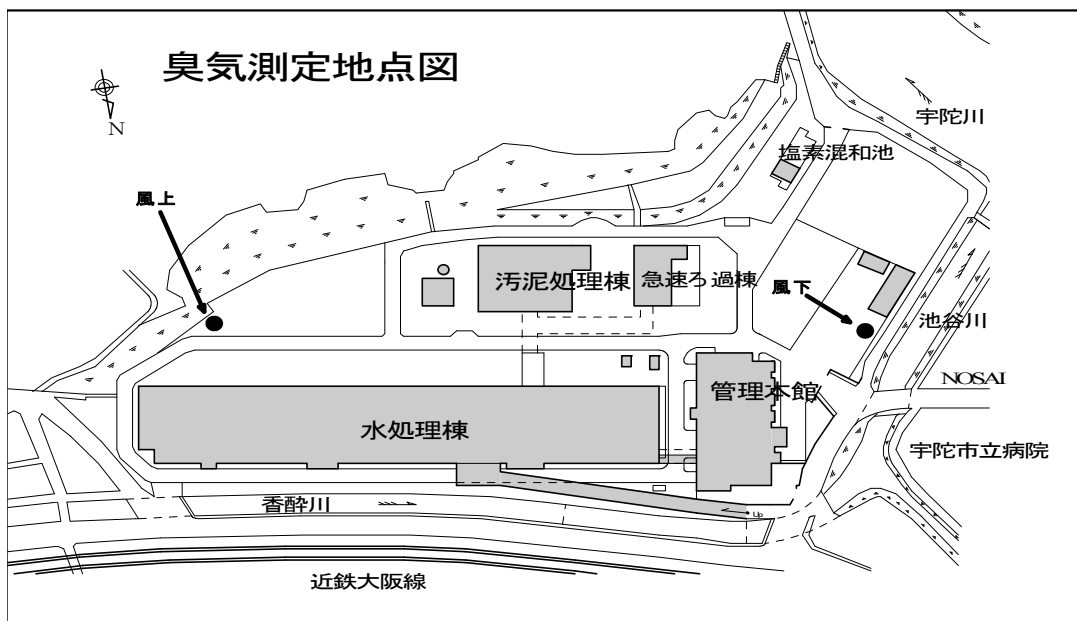 臭気測定地点図
N
宇陀川
塩素混和池
風上
汚泥処理棟
急速ろ過棟
風下
池谷川
NOSAI
管理本館
水処理棟
宇陀市立病院
香酔川
Up
近鉄大阪線